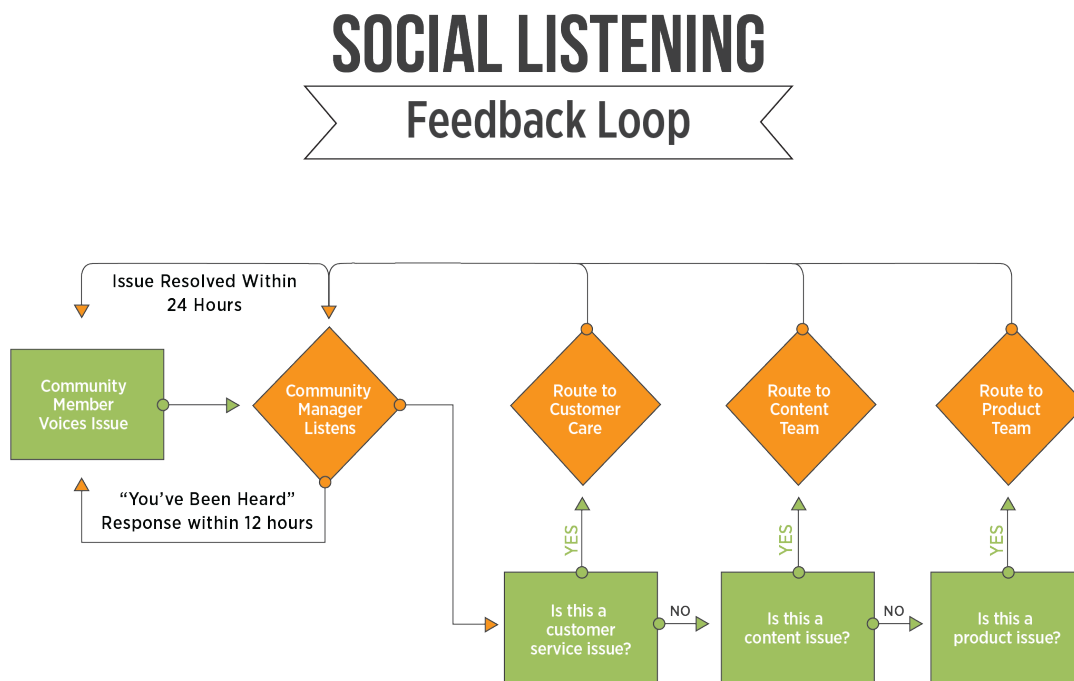 SOCIAL LISTENING
Feedback Loop
Issue Resolved Within
24 Hours
Community
Member
Voices Issue
Community
Manager
Listens
Route to
Customer
Care
Route to
Content
Team
Route to
Product
Team
“You’ve Been Heard”
Response within 12 hours
YES
YES
YES
Is this a
customer
service issue?
NO
Is this a
content issue?
NO
Is this a
product issue?